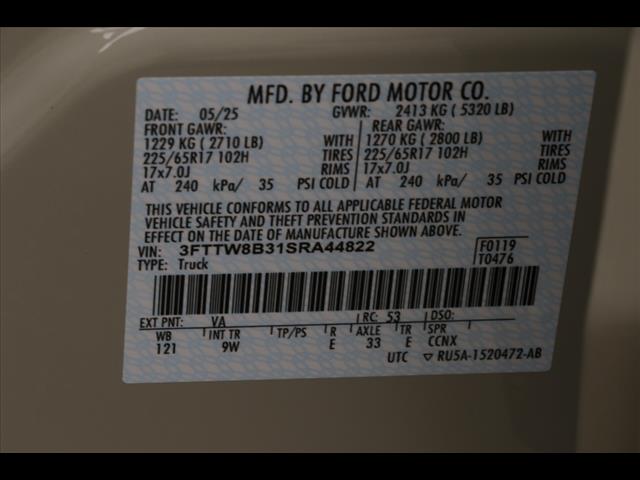 MFD. BY FORD MOTOR CO.
DATE: 05/25 GVWR: 2413 KG ( 5320 LB)
FRONT GAWR: REAR GAWR:
1229 KG ( 2710 LB) WITH 1270 KG ( 2800 LB) WITH
225/65R17 102H TIRES 225/65R17 102H TIRES
17x7.0J RIMS 17x7.0J RIMS
AT 240 kPa/ 35 PSI COLD AT 240 kPa/ 35 PSI COLD
THIS VEHICLE CONFORMS TO ALL APPLICABLE FEDERAL MOTOR
VEHICLE SAFETY AND THEFT PREVENTION STANDARDS IN
EFFECT ON THE DATE OF MANUFACTURE SHOWN ABOVE.
VIN: 3FTTW8B31SRA44822 F0119
TYPE: Truck T0476
EXT PNT: VA RC: 53 DSO:
WB INT TR TP/PS R AXLE TR SPR
121 9W E 33 E CCNX
UTC RU5A-1520472-AB